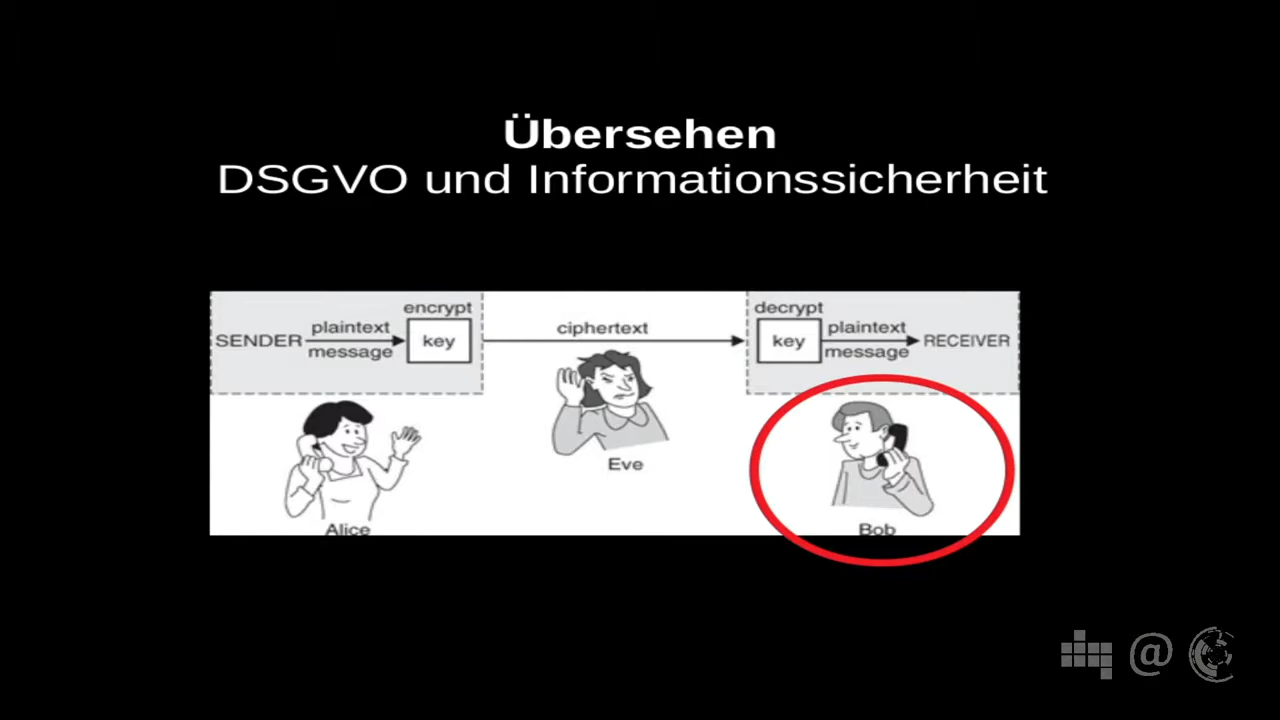 Übersehen
DSGVO und Informationssicherheit
encrypt
decrypt
SENDER
plaintext
message
key
ciphertext
key
plaintext
message
RECEIVER
Eve
Alice
Bob
@